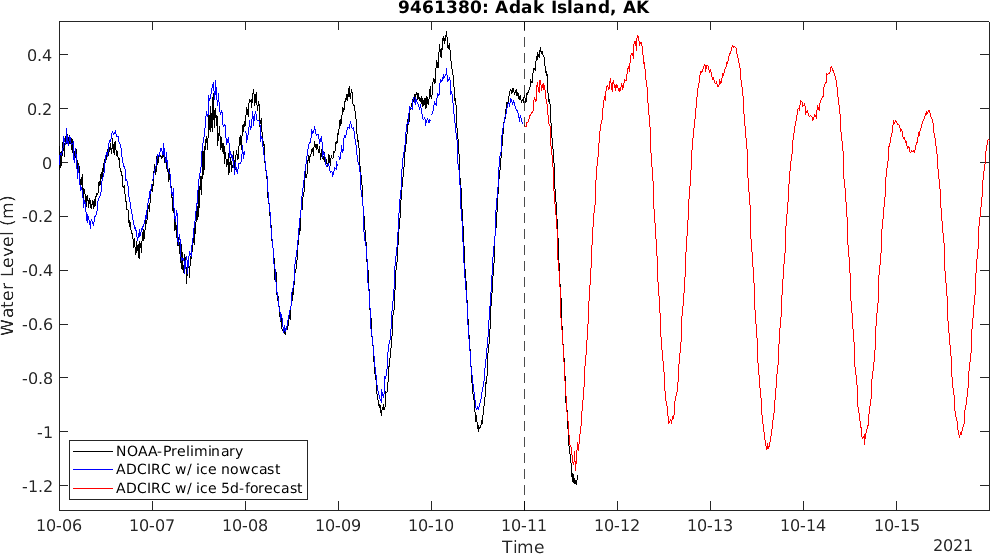 9461380: Adak Island, AK
Water Level (m)
0.4
0.2
0
-0.2
-0.4
-0.6
-0.8
-1
-1.2
NOAA-Preliminary
ADCIRC w/ ice nowcast
ADCIRC w/ ice 5d-forecast
10-06 10-07 10-08 10-09 10-10 10-11 10-12 10-13 10-14 10-15
Time
2021